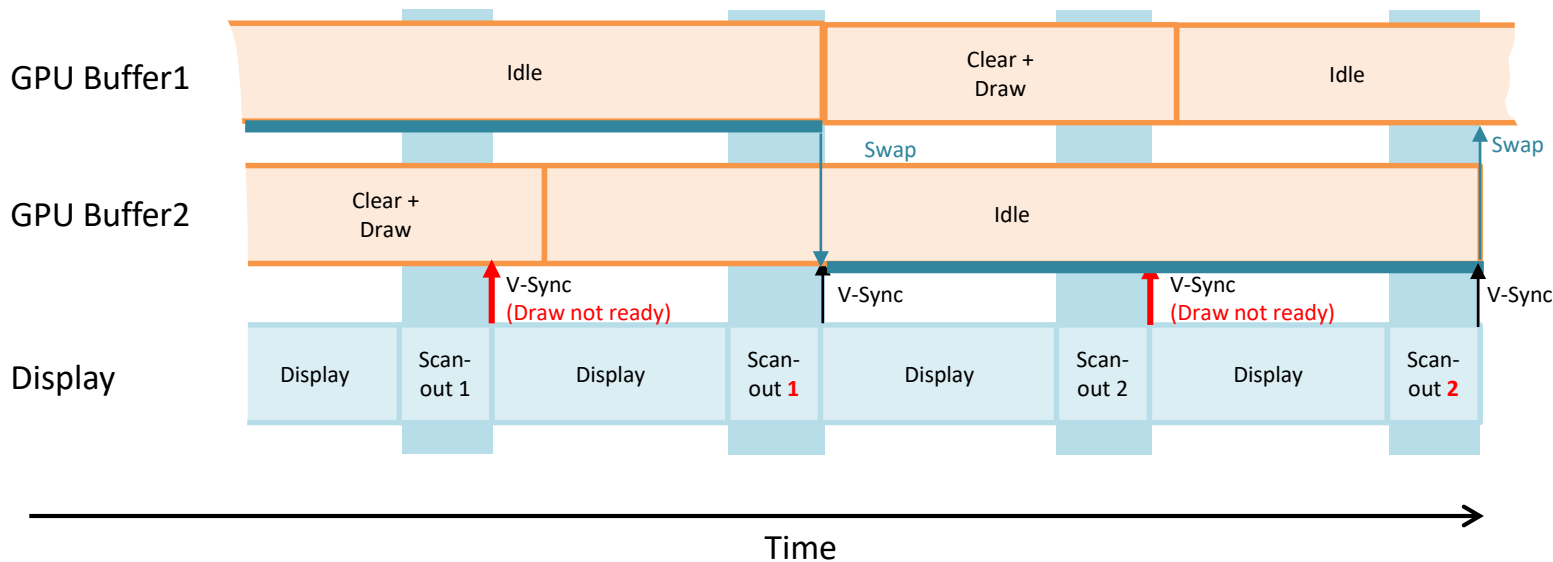 GPU Buffer1
Idle
Clear +
Draw
Idle
Swap
Swap
GPU Buffer2
Clear +
Draw
Idle
V-Sync
(Draw not ready)
V-Sync
V-Sync
(Draw not ready)
V-Sync
Display
Display
Scan-
out 1
Display
Scan-
out 1
Display
Scan-
out 2
Display
Scan-
out 2
Time